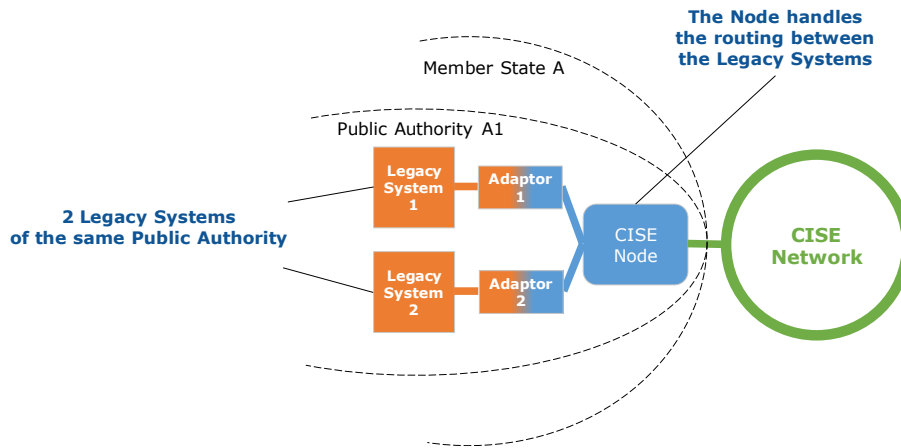 The Node handles
the routing between
the Legacy Systems
Member State A
Public Authority A1
Legacy
System
1
Adaptor
1
2 Legacy Systems
of the same Public Authority
CISE
Node
CISE
Network
Legacy
System
2
Adaptor
2